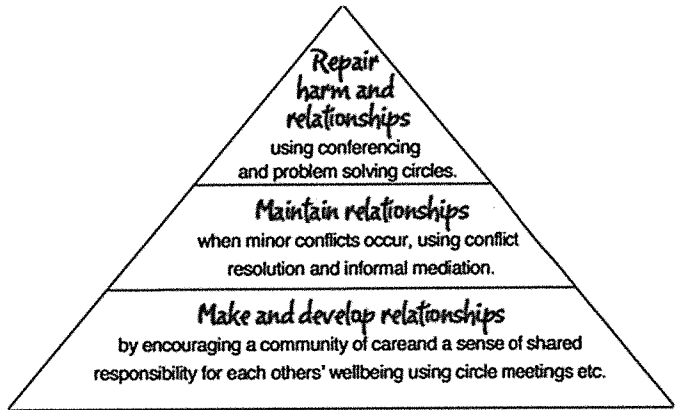 Repair
harm and
relationships
using conferencing
and problem solving circles.
Maintain relationships
when minor conflicts occur, using conflict
resolution and informal mediation.
Make and develop relationships
by encouraging a community of careand a sense of shared
responsibility for each others' wellbeing using circle meetings etc.